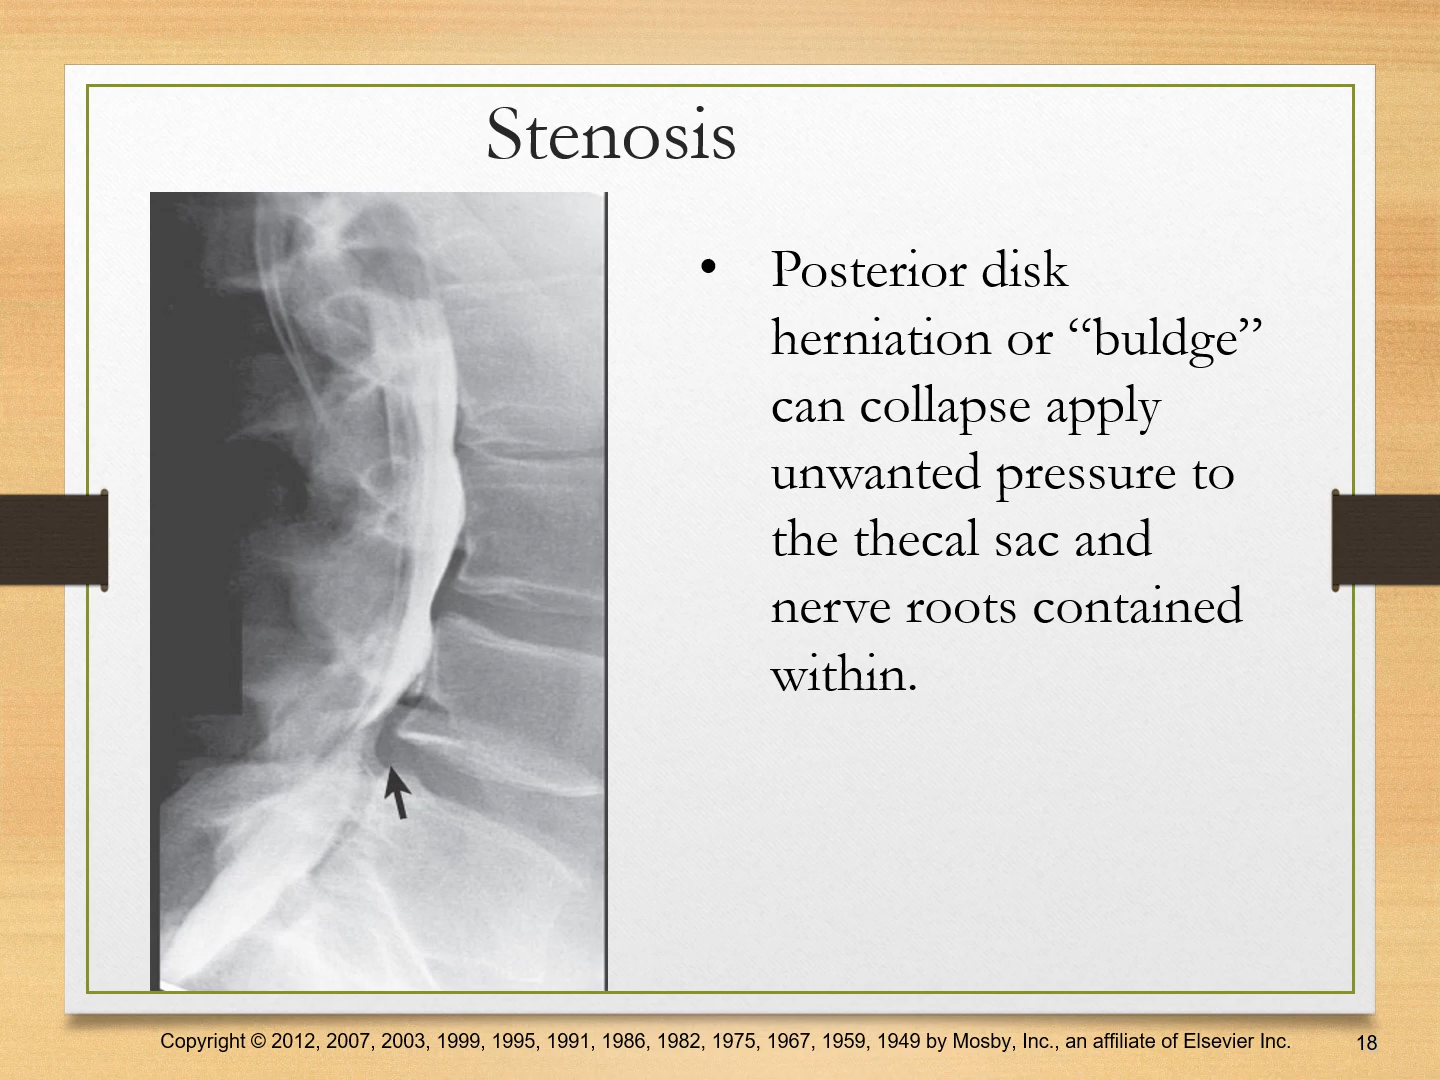 Stenosis
• Posterior disk
herniation or “buldge”
can collapse apply
unwanted pressure to
the thecal sac and
nerve roots contained
within.
Copyright © 2012, 2007, 2003, 1999, 1995, 1991, 1986, 1982, 1975, 1967, 1959, 1949 by Mosby, Inc., an affiliate of Elsevier Inc.
18